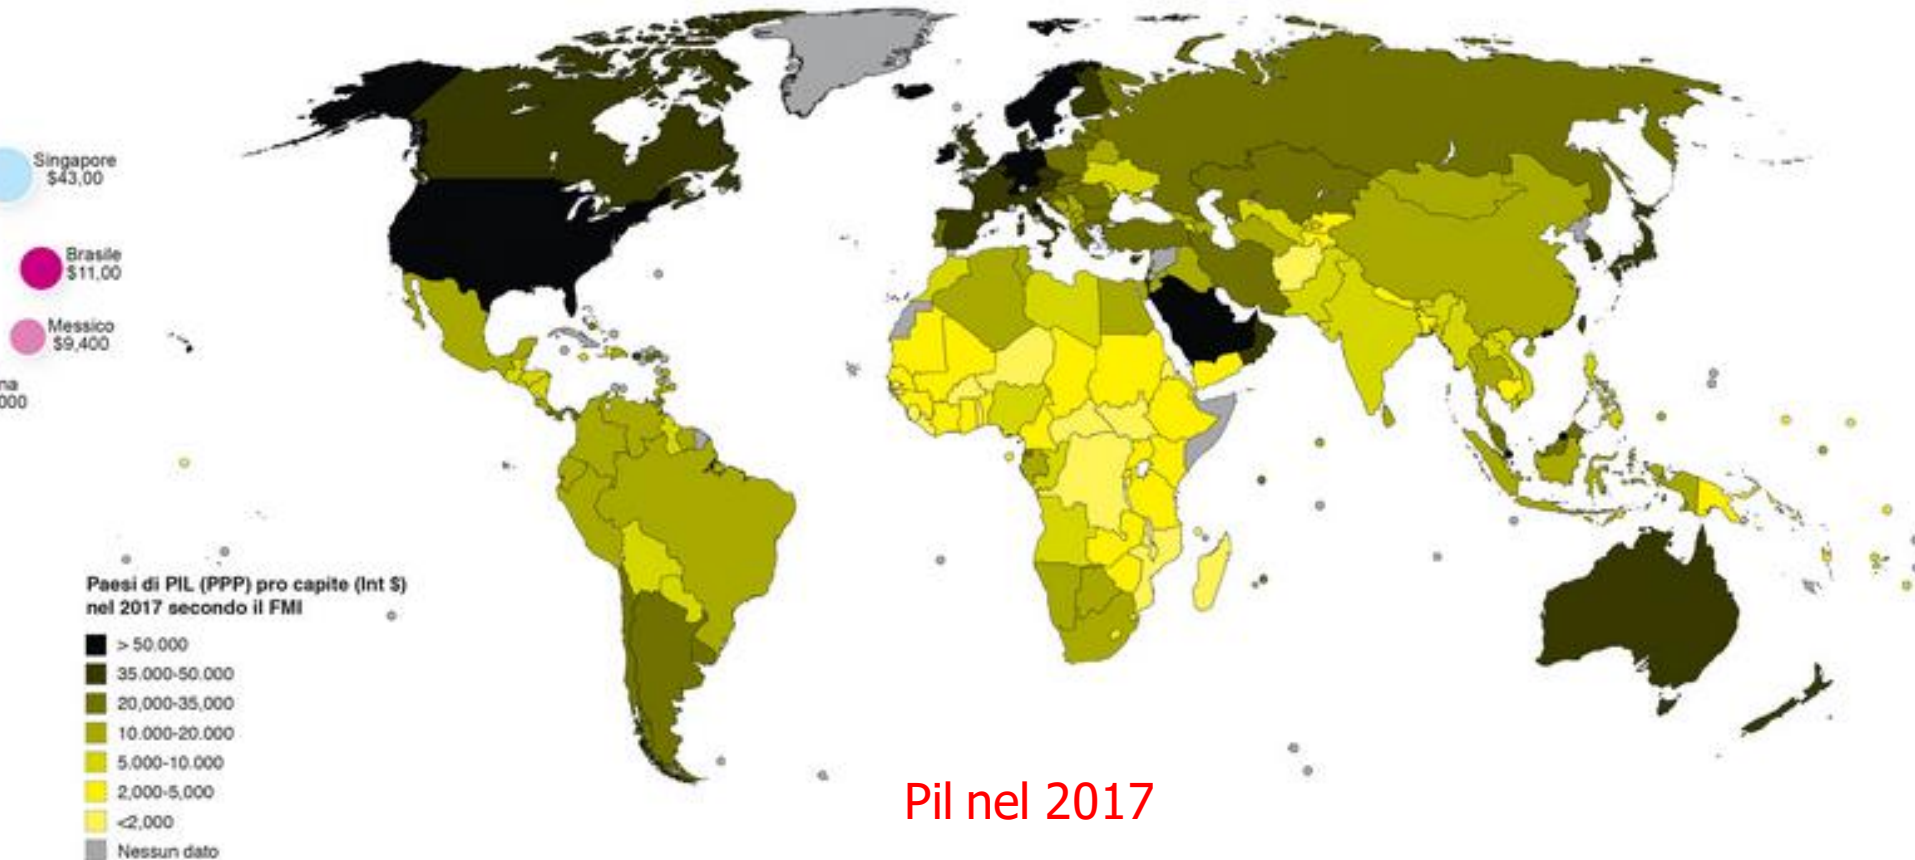 Singapore
$43,00
Brasile
$11,00
Messico
$9,400
na
000
Paesi di PIL (PPP) pro capite (Int $)
nel 2017 secondo il FMI
> 50.000
35.000-50.000
20,000-35,000
10.000-20.000
5.000-10.000
2,000-5,000
<2,000
Nessun dato
Pil nel 2017